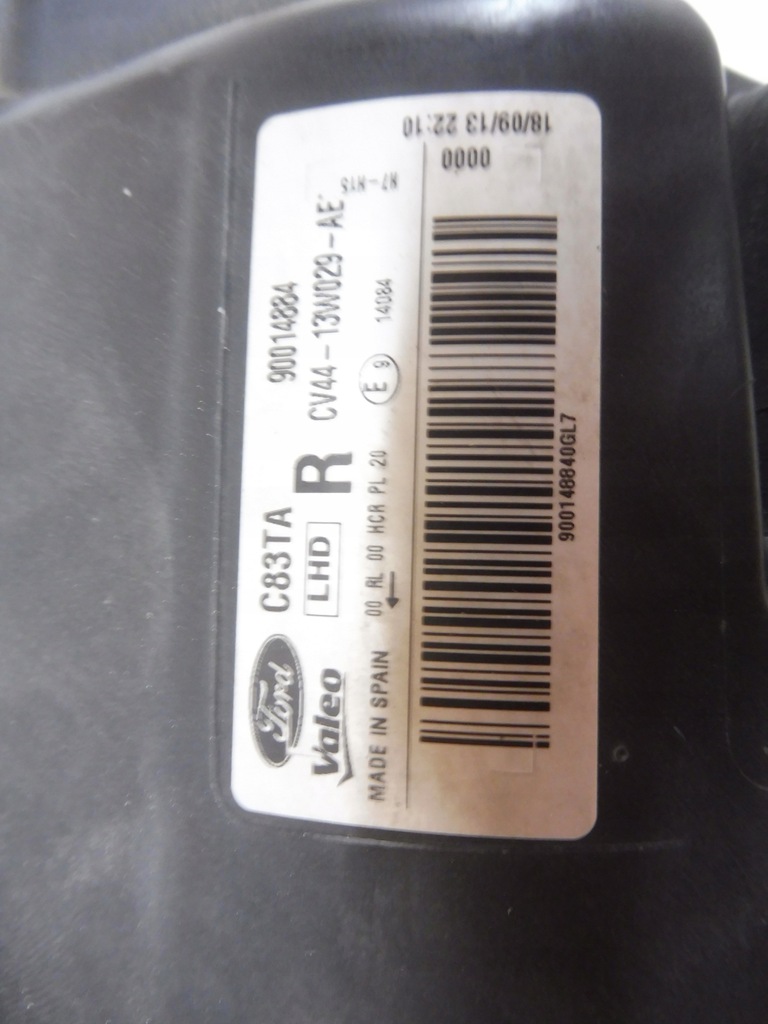 Ford C83TA 90014884
Valeo LHD R CV44-13W029-AE
MADE IN SPAIN 00 RL 00 HCR PL 20 E 9 14084 H7-H15
90014884OGL7
0000
18/09/13 22:10